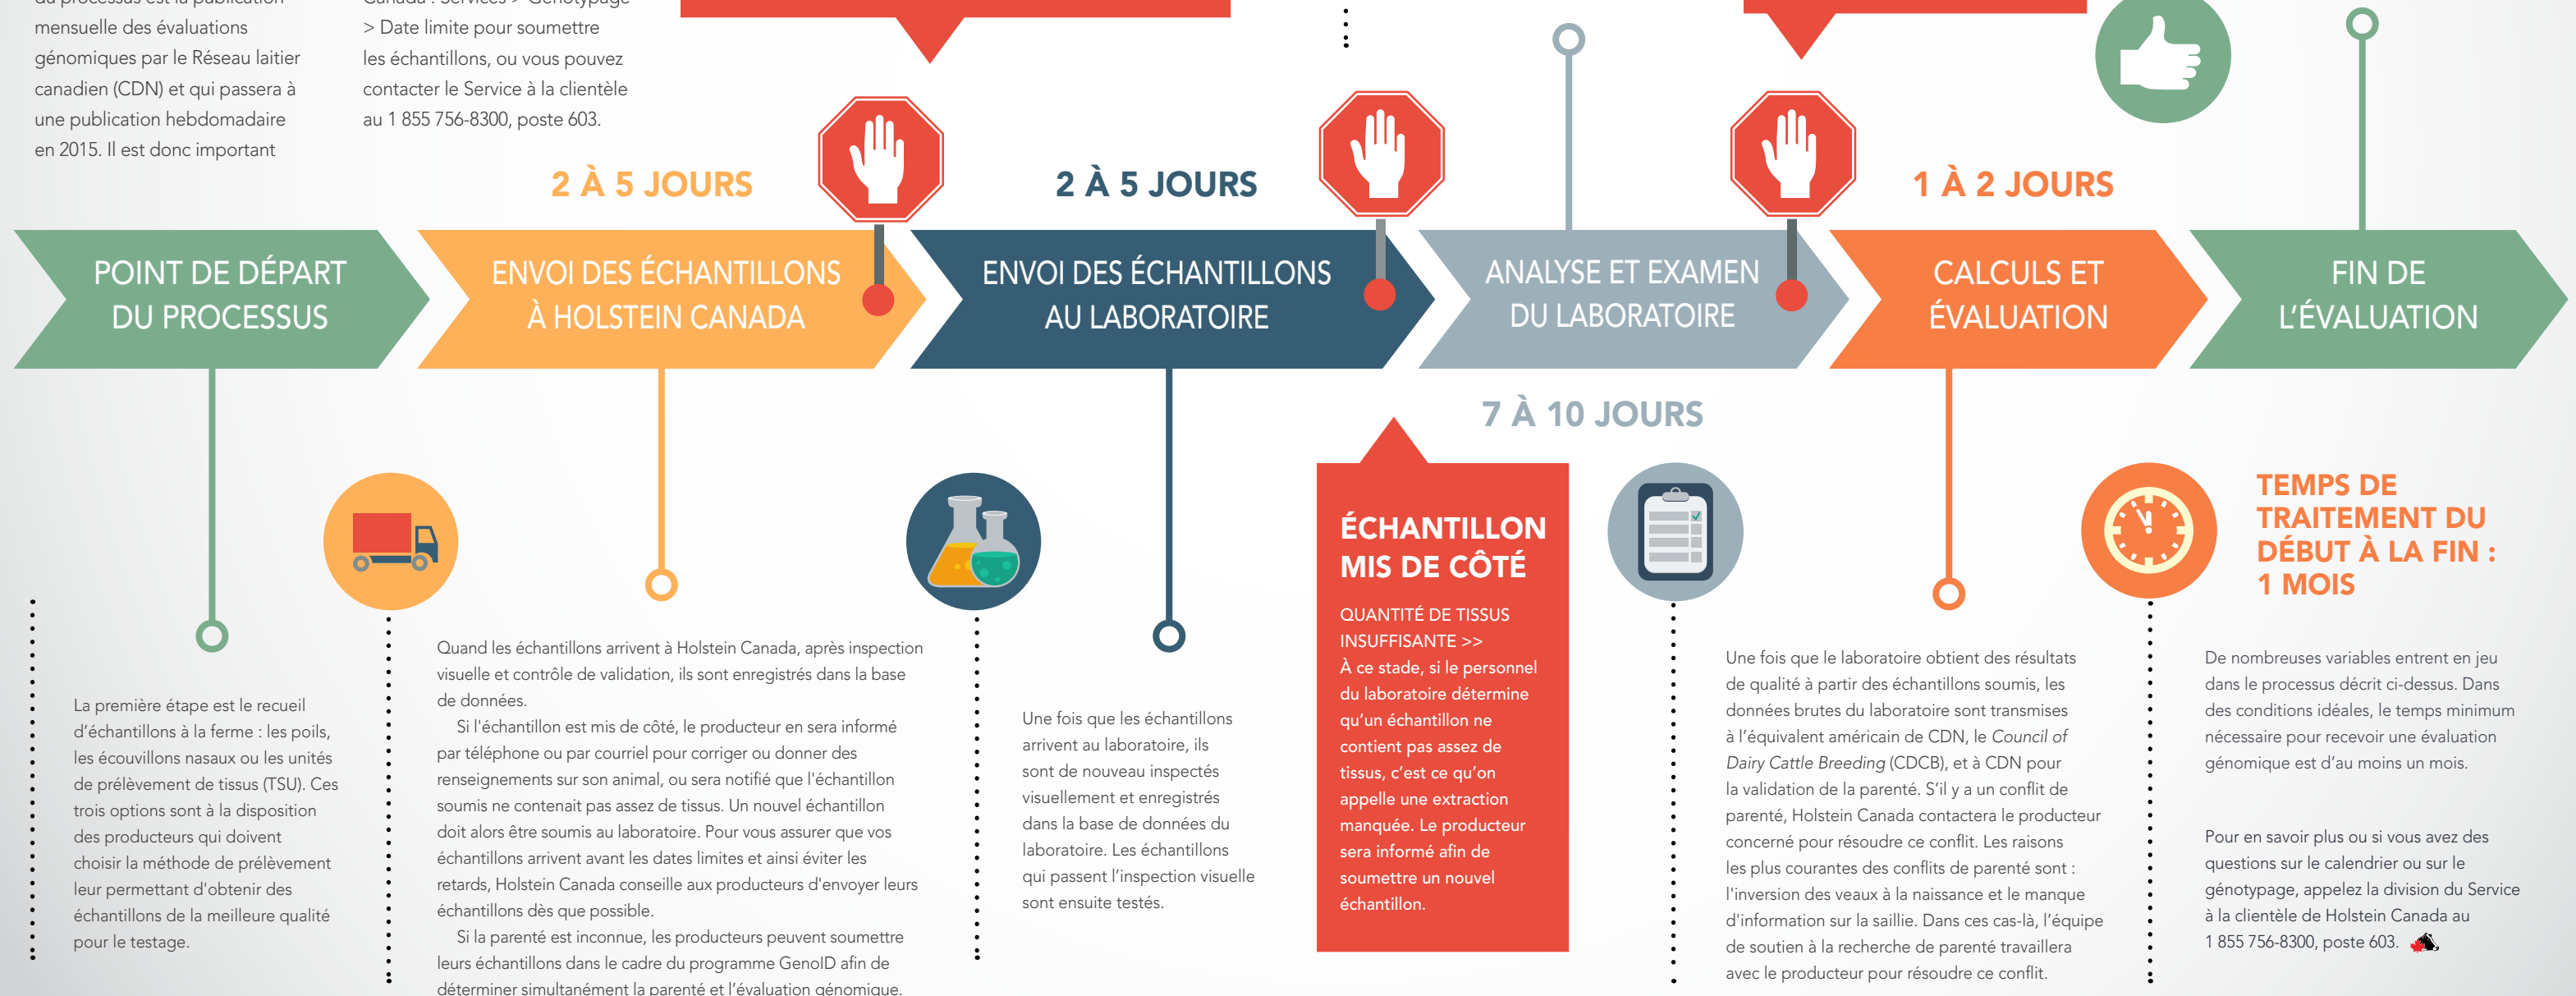 du processus est la publication
mensuelle des évaluations
génomiques par le Réseau laitier
canadien (CDN) et qui passera à
une publication hebdomadaire
en 2015. Il est donc important
Canada : Services > Génotypage
> Date limite pour soumettre
les échantillons, ou vous pouvez
contacter le Service à la clientèle
au 1 855 756-8300, poste 603.
2 À 5 JOURS
2 À 5 JOURS
1 À 2 JOURS
POINT DE DÉPART
DU PROCESSUS
ENVOI DES ÉCHANTILLONS
À HOLSTEIN CANADA
ENVOI DES ÉCHANTILLONS
AU LABORATOIRE
ANALYSE ET EXAMEN
DU LABORATOIRE
CALCULS ET
ÉVALUATION
FIN DE
L'ÉVALUATION
7 À 10 JOURS
La première étape est le recueil
d'échantillons à la ferme : les poils,
les écouvillons nasaux ou les unités
de prélèvement de tissus (TSU). Ces
trois options sont à la disposition
des producteurs qui doivent
choisir la méthode de prélèvement
leur permettant d'obtenir des
échantillons de la meilleure qualité
pour le testage.
Quand les échantillons arrivent à Holstein Canada, après inspection
visuelle et contrôle de validation, ils sont enregistrés dans la base
de données.
Si l'échantillon est mis de côté, le producteur en sera informé
par téléphone ou par courriel pour corriger ou donner des
renseignements sur son animal, ou sera notifié que l'échantillon
soumis ne contenait pas assez de tissus. Un nouvel échantillon
doit alors être soumis au laboratoire. Pour vous assurer que vos
échantillons arrivent avant les dates limites et ainsi éviter les
retards, Holstein Canada conseille aux producteurs d'envoyer leurs
échantillons dès que possible.
Si la parenté est inconnue, les producteurs peuvent soumettre
leurs échantillons dans le cadre du programme GenoID afin de
déterminer simultanément la parenté et l'évaluation génomique.
Une fois que les échantillons
arrivent au laboratoire, ils
sont de nouveau inspectés
visuellement et enregistrés
dans la base de données du
laboratoire. Les échantillons
qui passent l'inspection visuelle
sont ensuite testés.
ÉCHANTILLON
MIS DE CÔTÉ
QUANTITÉ DE TISSUS
INSUFFISANTE >>
À ce stade, si le personnel
du laboratoire détermine
qu'un échantillon ne
contient pas assez de
tissus, c'est ce qu'on
appelle une extraction
manquée. Le producteur
sera informé afin de
soumettre un nouvel
échantillon.
Une fois que le laboratoire obtient des résultats
de qualité à partir des échantillons soumis, les
données brutes du laboratoire sont transmises
à l'équivalent américain de CDN, le Council of
Dairy Cattle Breeding (CDCB), et à CDN pour
la validation de la parenté. S'il y a un conflit de
parenté, Holstein Canada contactera le producteur
concerné pour résoudre ce conflit. Les raisons
les plus courantes des conflits de parenté sont :
l'inversion des veaux à la naissance et le manque
d'information sur la saillie. Dans ces cas-là, l'équipe
de soutien à la recherche de parenté travaillera
avec le producteur pour résoudre ce conflit.
TEMPS DE
TRAITEMENT DU
DÉBUT À LA FIN :
1 MOIS
De nombreuses variables entrent en jeu
dans le processus décrit ci-dessus. Dans
des conditions idéales, le temps minimum
nécessaire pour recevoir une évaluation
génomique est d'au moins un mois.
Pour en savoir plus ou si vous avez des
questions sur le calendrier ou sur le
génotypage, appelez la division du Service
à la clientèle de Holstein Canada au
1 855 756-8300, poste 603.